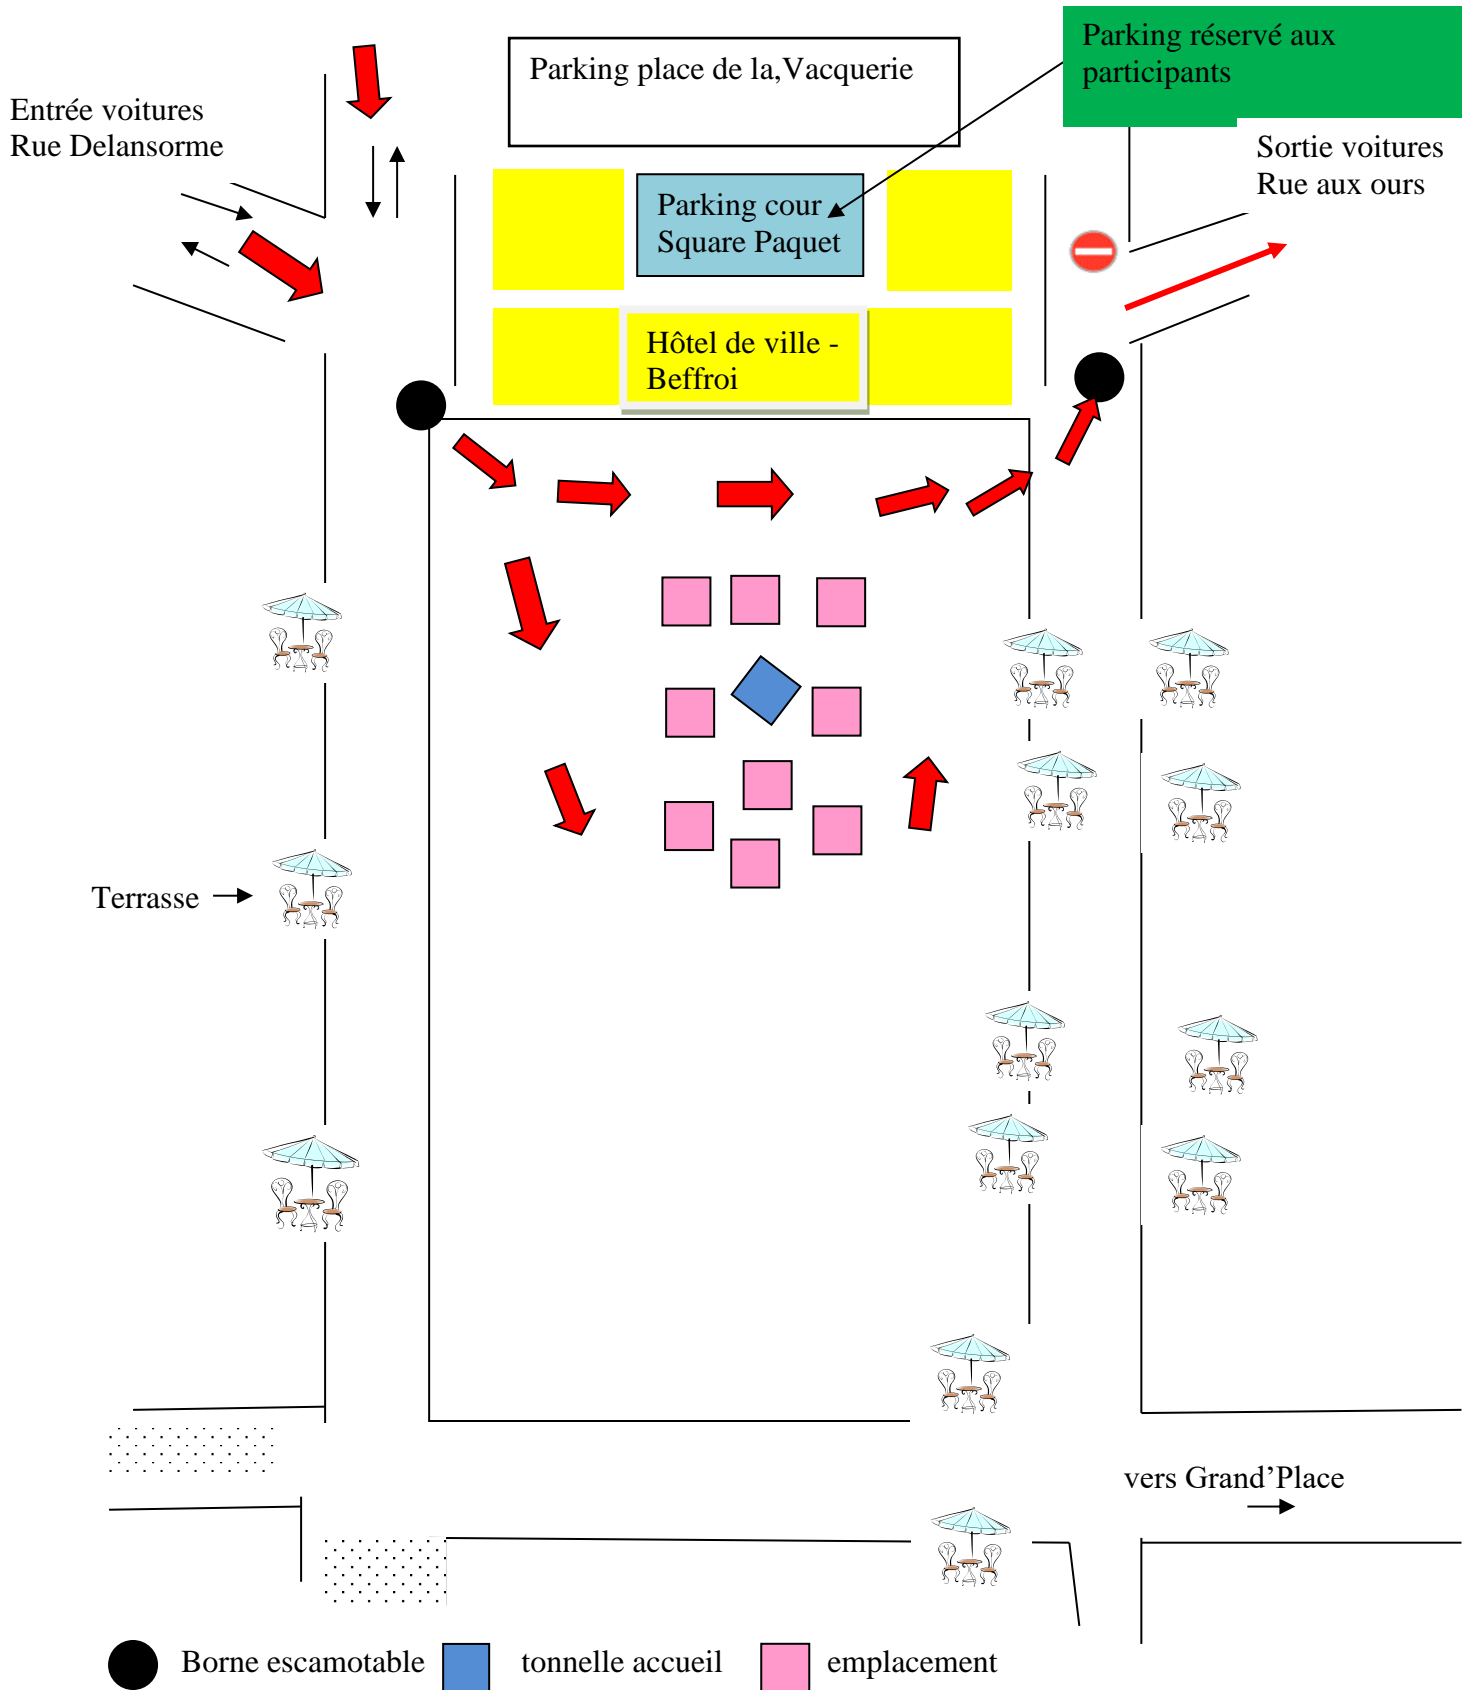 Parking réservé aux
participants
Parking place de la,Vacquerie
Entrée voitures
Rue Delansorme
Sortie voitures
Rue aux ours
Parking cour
Square Paquet
Hôtel de ville -
Beffroi
Terrasse
vers Grand’Place
Borne escamotable
tonnelle accueil
emplacement